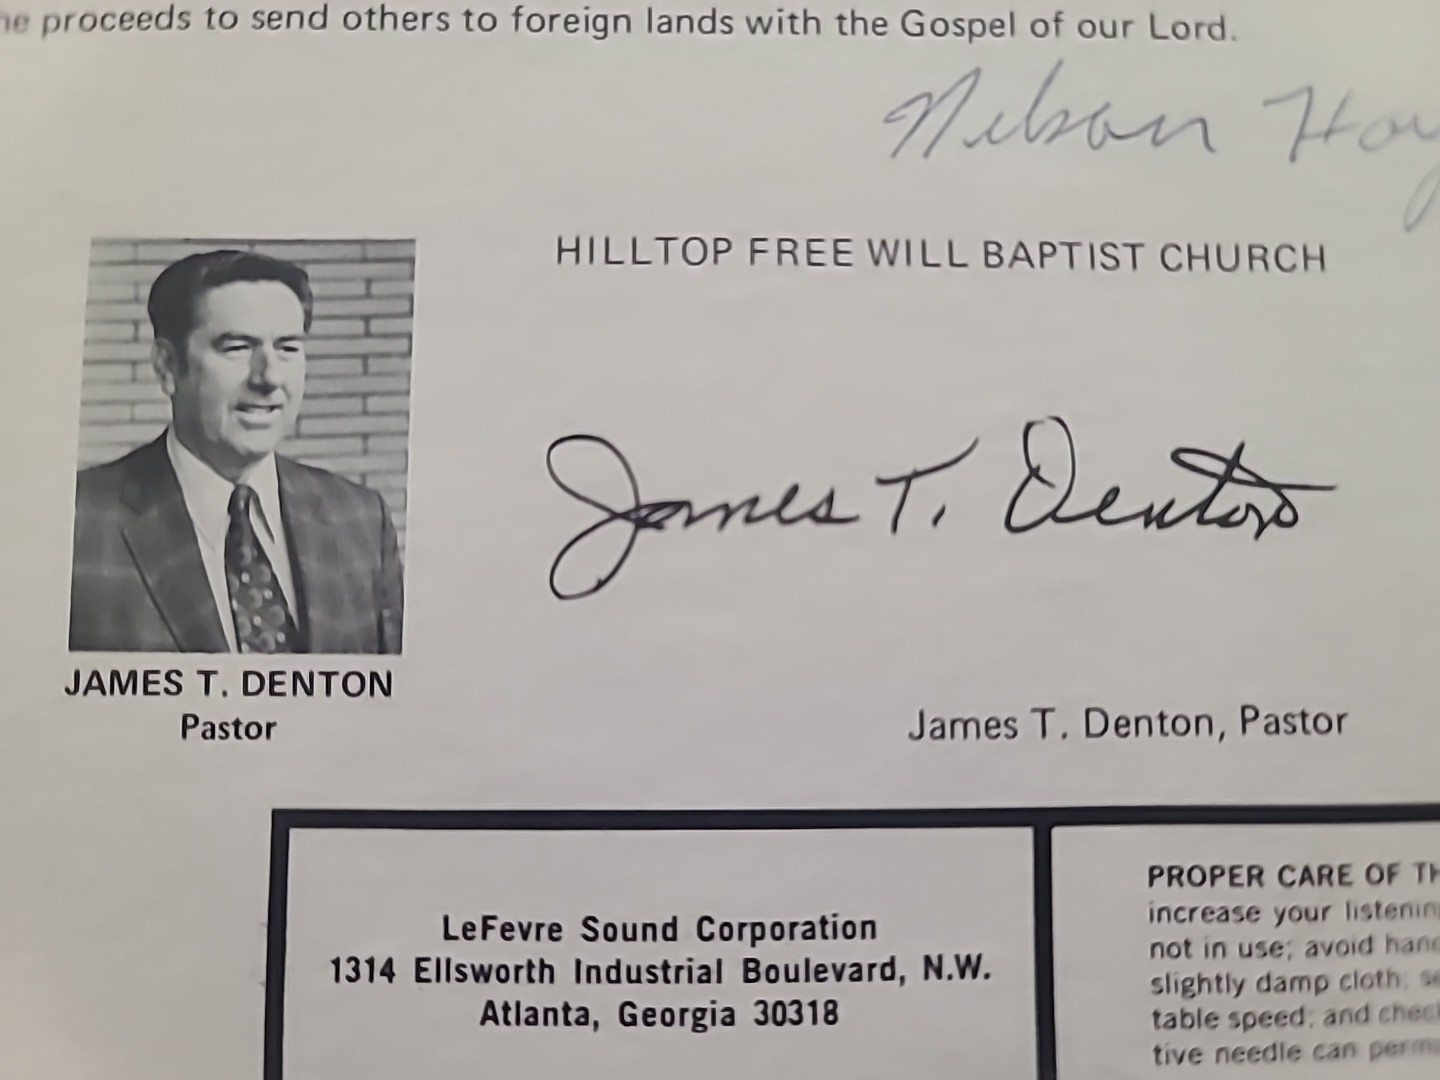 proceeds to send others to foreign lands with the Gospel of our Lord.
Nelson
HILLTOP FREE WILL BAPTIST CHURCH
James T. Denton
JAMES T. DENTON
Pastor
James T. Denton, Pastor
LeFevre Sound Corporation
1314 Ellsworth Industrial Boulevard, N.W.
Atlanta, Georgia 30318
PROPER CARE OF
increase your
not in use; avoid
slightly damp cloth;
table speed; and
tive needle can